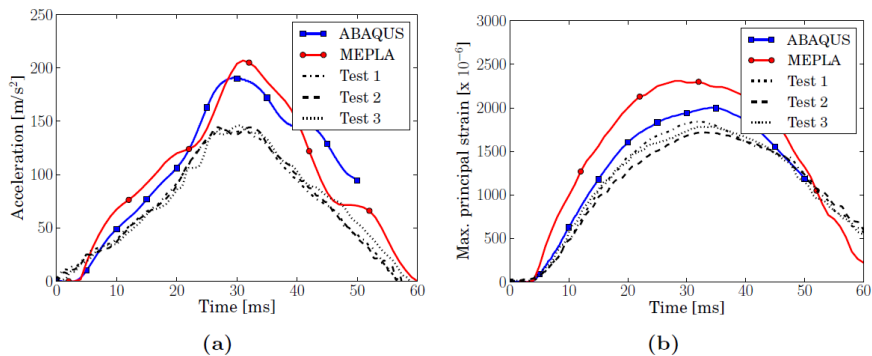 250
200
150
100
50
0
Acceleration [m/s²]
0 10 20 30 40 50 60
Time [ms]
ABAQUS
MEPLA
Test 1
Test 2
Test 3
(a)
3000
2500
2000
1500
1000
500
0
Max. principal strain [x 10⁻⁶]
0 10 20 30 40 50 60
Time [ms]
ABAQUS
MEPLA
Test 1
Test 2
Test 3
(b)